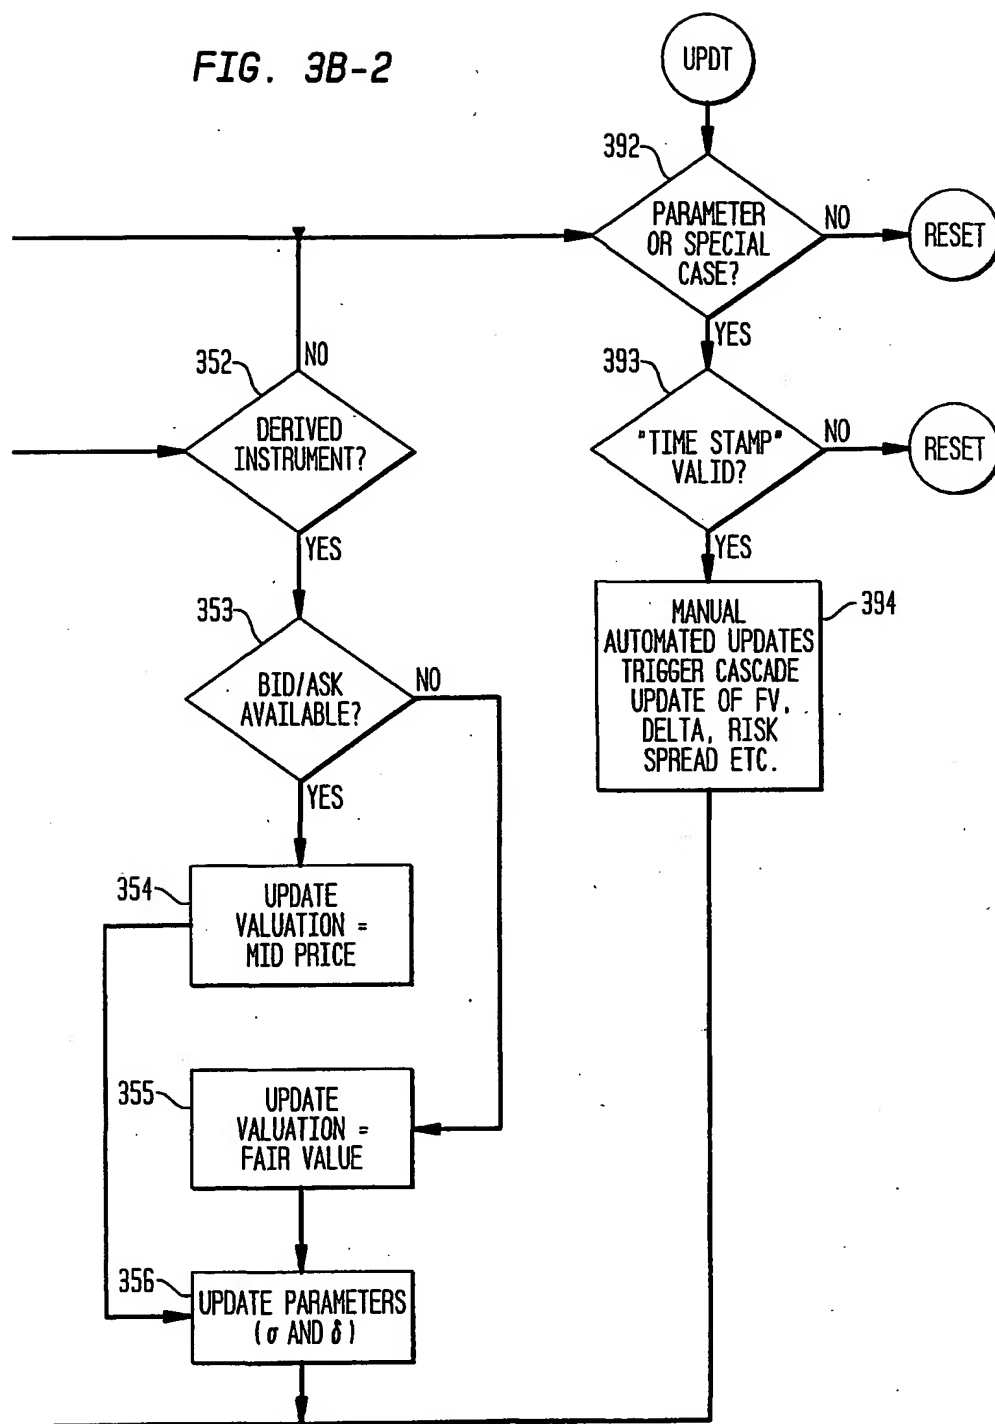 FIG. 3B-2
UPDT
392
PARAMETER
OR SPECIAL
CASE?
NO
RESET
YES
352
NO
DERIVED
INSTRUMENT?
YES
393
"TIME STAMP"
VALID?
NO
RESET
YES
353
BID/ASK
AVAILABLE?
NO
YES
394
MANUAL
AUTOMATED UPDATES
TRIGGER CASCADE
UPDATE OF FV,
DELTA, RISK
SPREAD ETC.
354
UPDATE
VALUATION =
MID PRICE
355
UPDATE
VALUATION =
FAIR VALUE
356
UPDATE PARAMETERS
(σ AND δ)